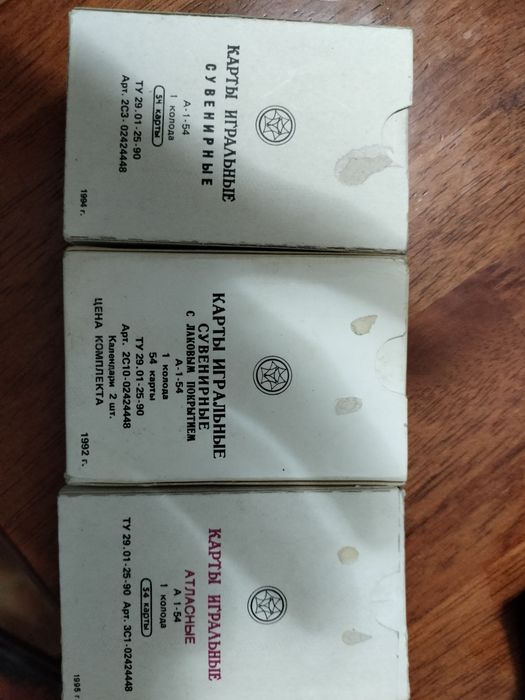 КАРТЫ ИГРАЛЬНЫЕ
СУВЕНИРНЫЕ
А-1-54
1 колода
54 карты
ТУ 29.01-25-90
Арт. 2С3-02424448
1994 г.
КАРТЫ ИГРАЛЬНЫЕ
СУВЕНИРНЫЕ
С ЛАКОВЫМ ПОКРЫТИЕМ
А-1-54
1 колода
54 карты
ТУ 29.01-25-90
Арт. 2С10-02424448
Календари 2 шт.
ЦЕНА КОМПЛЕКТА
1992 г.
КАРТЫ ИГРАЛЬНЫЕ
АТЛАСНЫЕ
А 1-54
1 колода
54 карты
ТУ 29.01-25-90 Арт. 3С1-02424448
1995 г